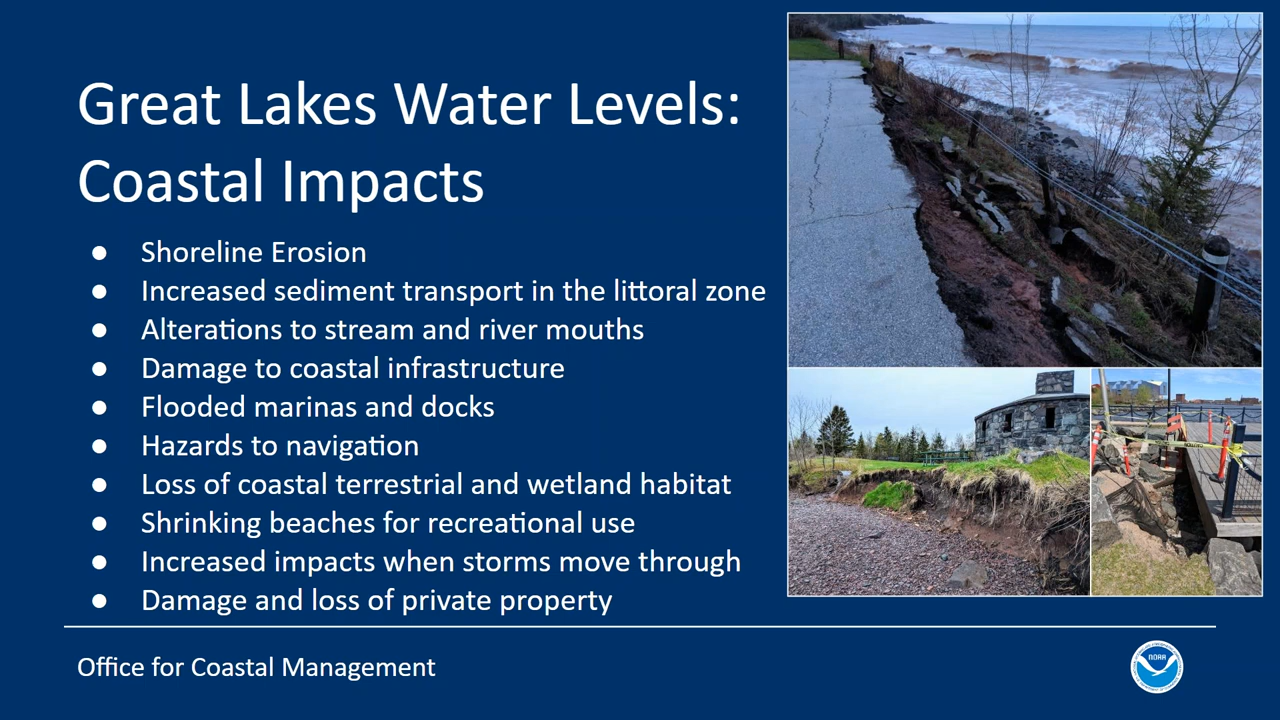 Great Lakes Water Levels:
Coastal Impacts
● Shoreline Erosion
● Increased sediment transport in the littoral zone
● Alterations to stream and river mouths
● Damage to coastal infrastructure
● Flooded marinas and docks
● Hazards to navigation
● Loss of coastal terrestrial and wetland habitat
● Shrinking beaches for recreational use
● Increased impacts when storms move through
● Damage and loss of private property
Office for Coastal Management
NOAA